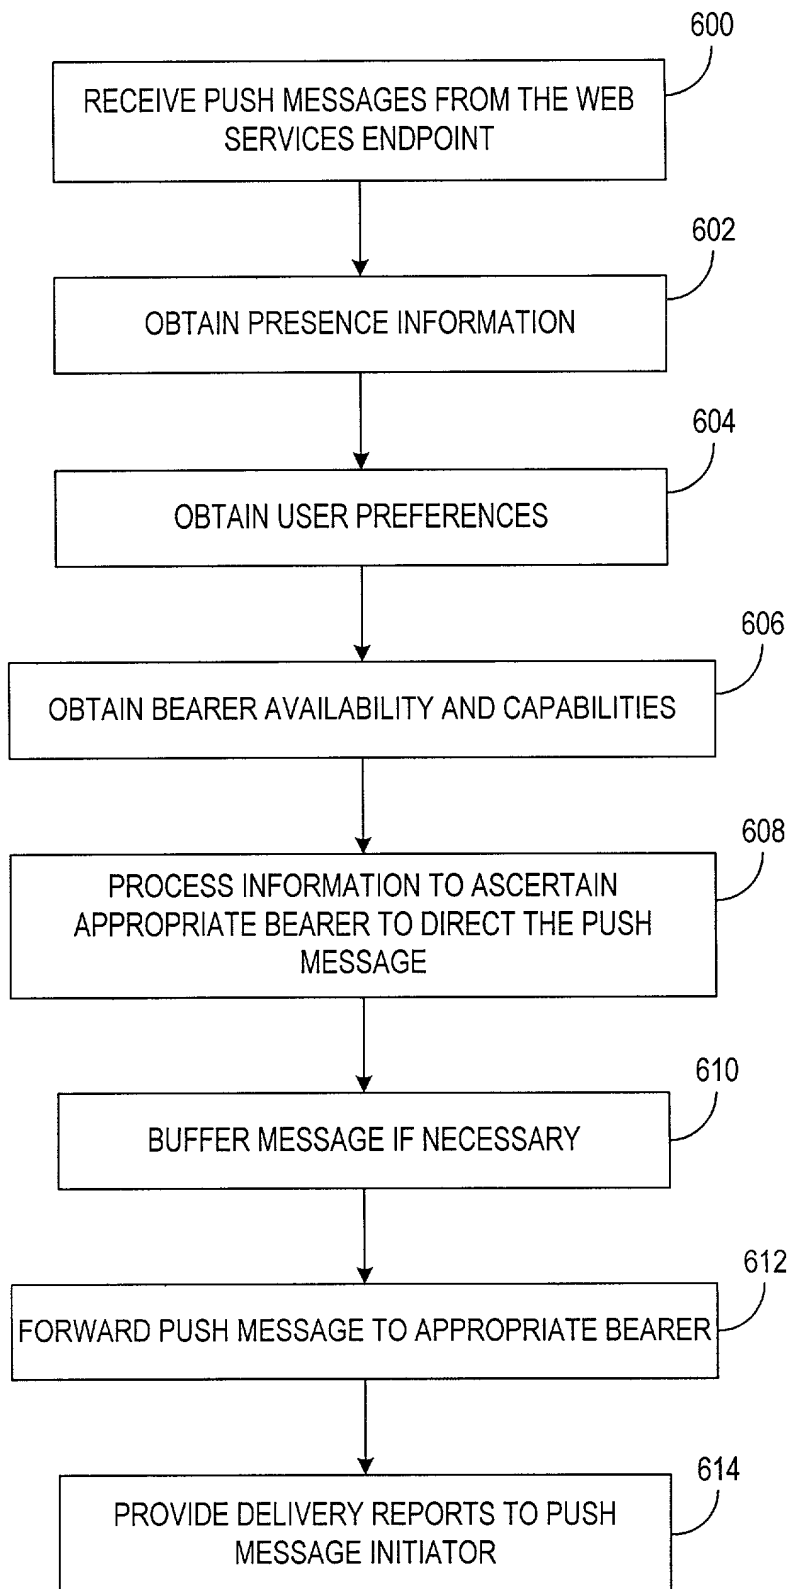 600
RECEIVE PUSH MESSAGES FROM THE WEB
SERVICES ENDPOINT
602
OBTAIN PRESENCE INFORMATION
604
OBTAIN USER PREFERENCES
606
OBTAIN BEARER AVAILABILITY AND CAPABILITIES
608
PROCESS INFORMATION TO ASCERTAIN
APPROPRIATE BEARER TO DIRECT THE PUSH
MESSAGE
610
BUFFER MESSAGE IF NECESSARY
612
FORWARD PUSH MESSAGE TO APPROPRIATE BEARER
614
PROVIDE DELIVERY REPORTS TO PUSH
MESSAGE INITIATOR